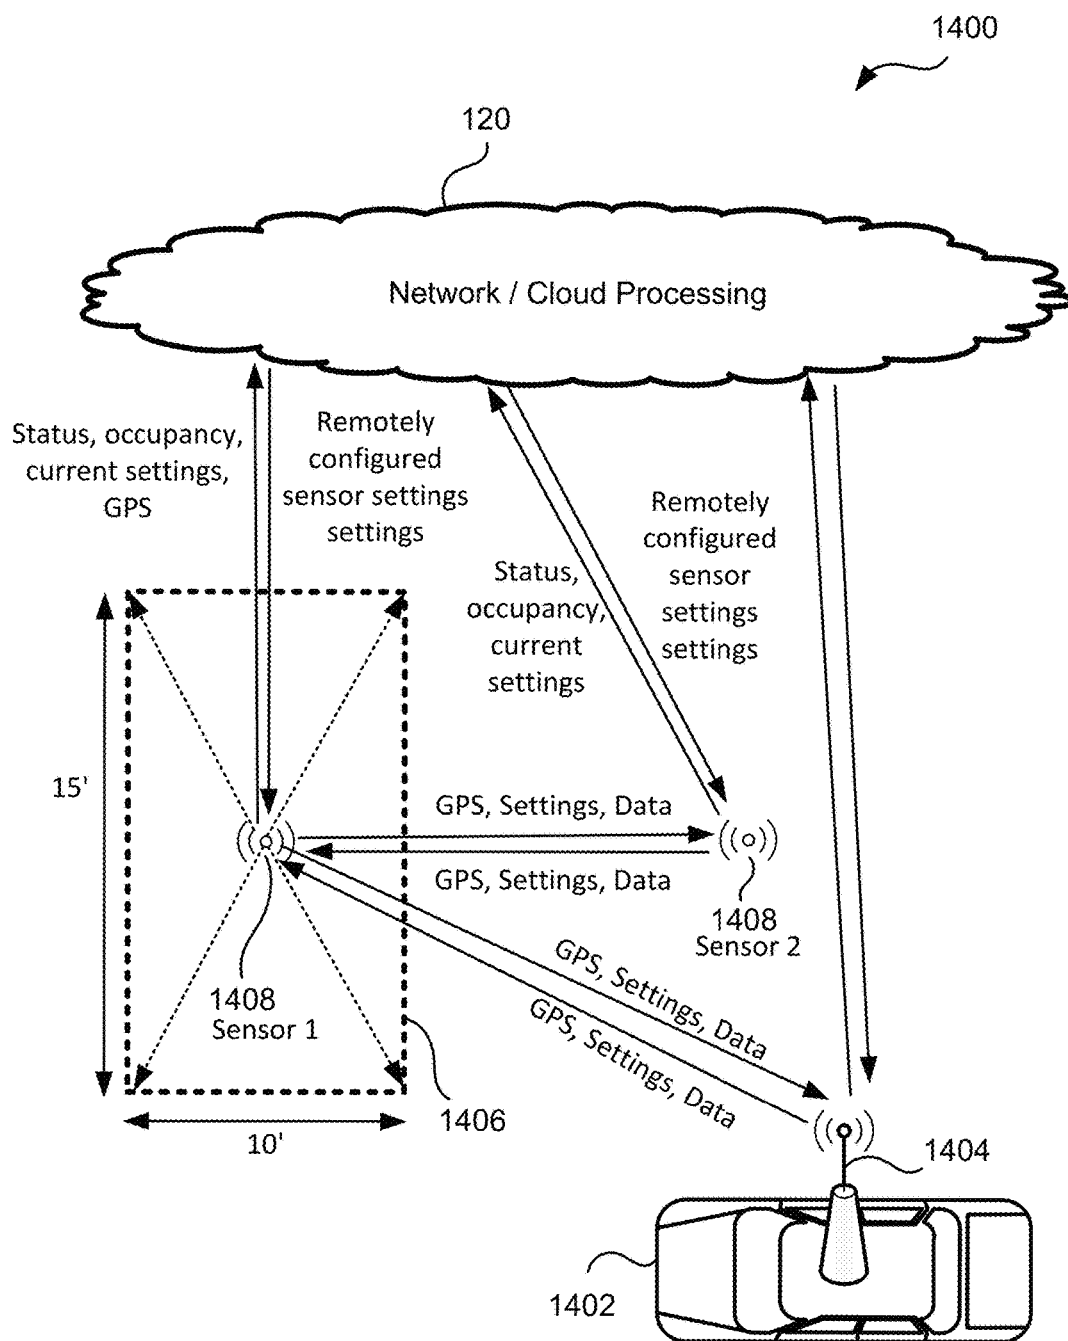 1400
120
Network / Cloud Processing
Status, occupancy,
current settings,
GPS
Remotely
configured
sensor settings
settings
Remotely
configured
sensor
settings
settings
Status,
occupancy,
current
settings
15'
GPS, Settings, Data
GPS, Settings, Data
1408
Sensor 2
1408
Sensor 1
GPS, Settings, Data
GPS, Settings, Data
1406
10'
1404
1402